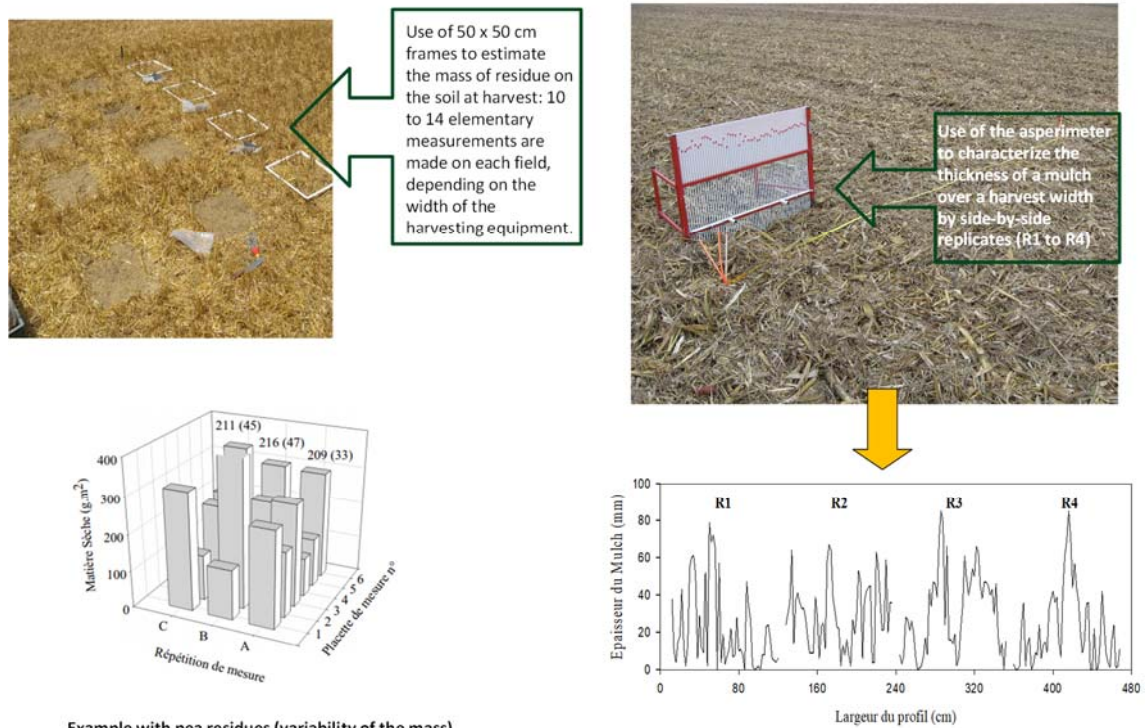 Use of 50 x 50 cm
frames to estimate
the mass of residue on
the soil at harvest: 10
to 14 elementary
measurements are
made on each field,
depending on the
width of the
harvesting equipment.
Use of the asperimeter
to characterize the
thickness of a mulch
over a harvest width
by side-by-side
replicates (R1 to R4)
211 (45)
216 (47)
209 (33)
Matière Sèche (g.m²)
400
300
200
100
0
C
B
A
Répétition de mesure
1
2
3
4
5
6
Placette de mesure n°
Epaisseur du Mulch (mm)
100
80
60
40
20
0
R1
R2
R3
R4
0
80
160
240
320
400
480
Largeur du profil (cm)
Example with pea residues (variability of the mass)